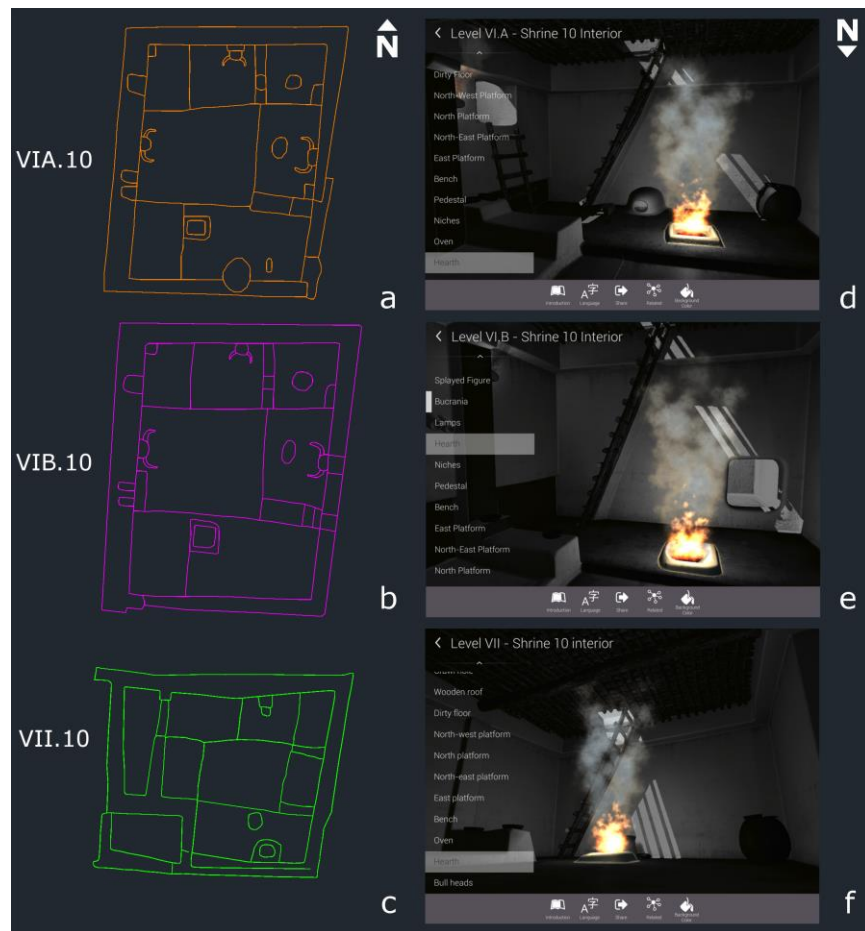 N
VIA.10
a
VIB.10
b
VII.10
c
N
Level VI.A - Shrine 10 Interior
Dirty Floor
North-West Platform
North Platform
North-East Platform
East Platform
Bench
Pedestal
Niches
Oven
Hearth
Introduction
Language
Share
Related
Background
Color
d
Level VI.B - Shrine 10 Interior
Splayed Figure
Bucrania
Lamps
Hearth
Niches
Pedestal
Bench
East Platform
North-East Platform
North Platform
Introduction
Language
Share
Related
Background
Color
e
Level VII - Shrine 10 interior
Crawl hole
Wooden roof
Dirty floor
North-west platform
North platform
North-east platform
East platform
Bench
Oven
Hearth
Bull heads
Introduction
Language
Share
Related
Background
Color
f